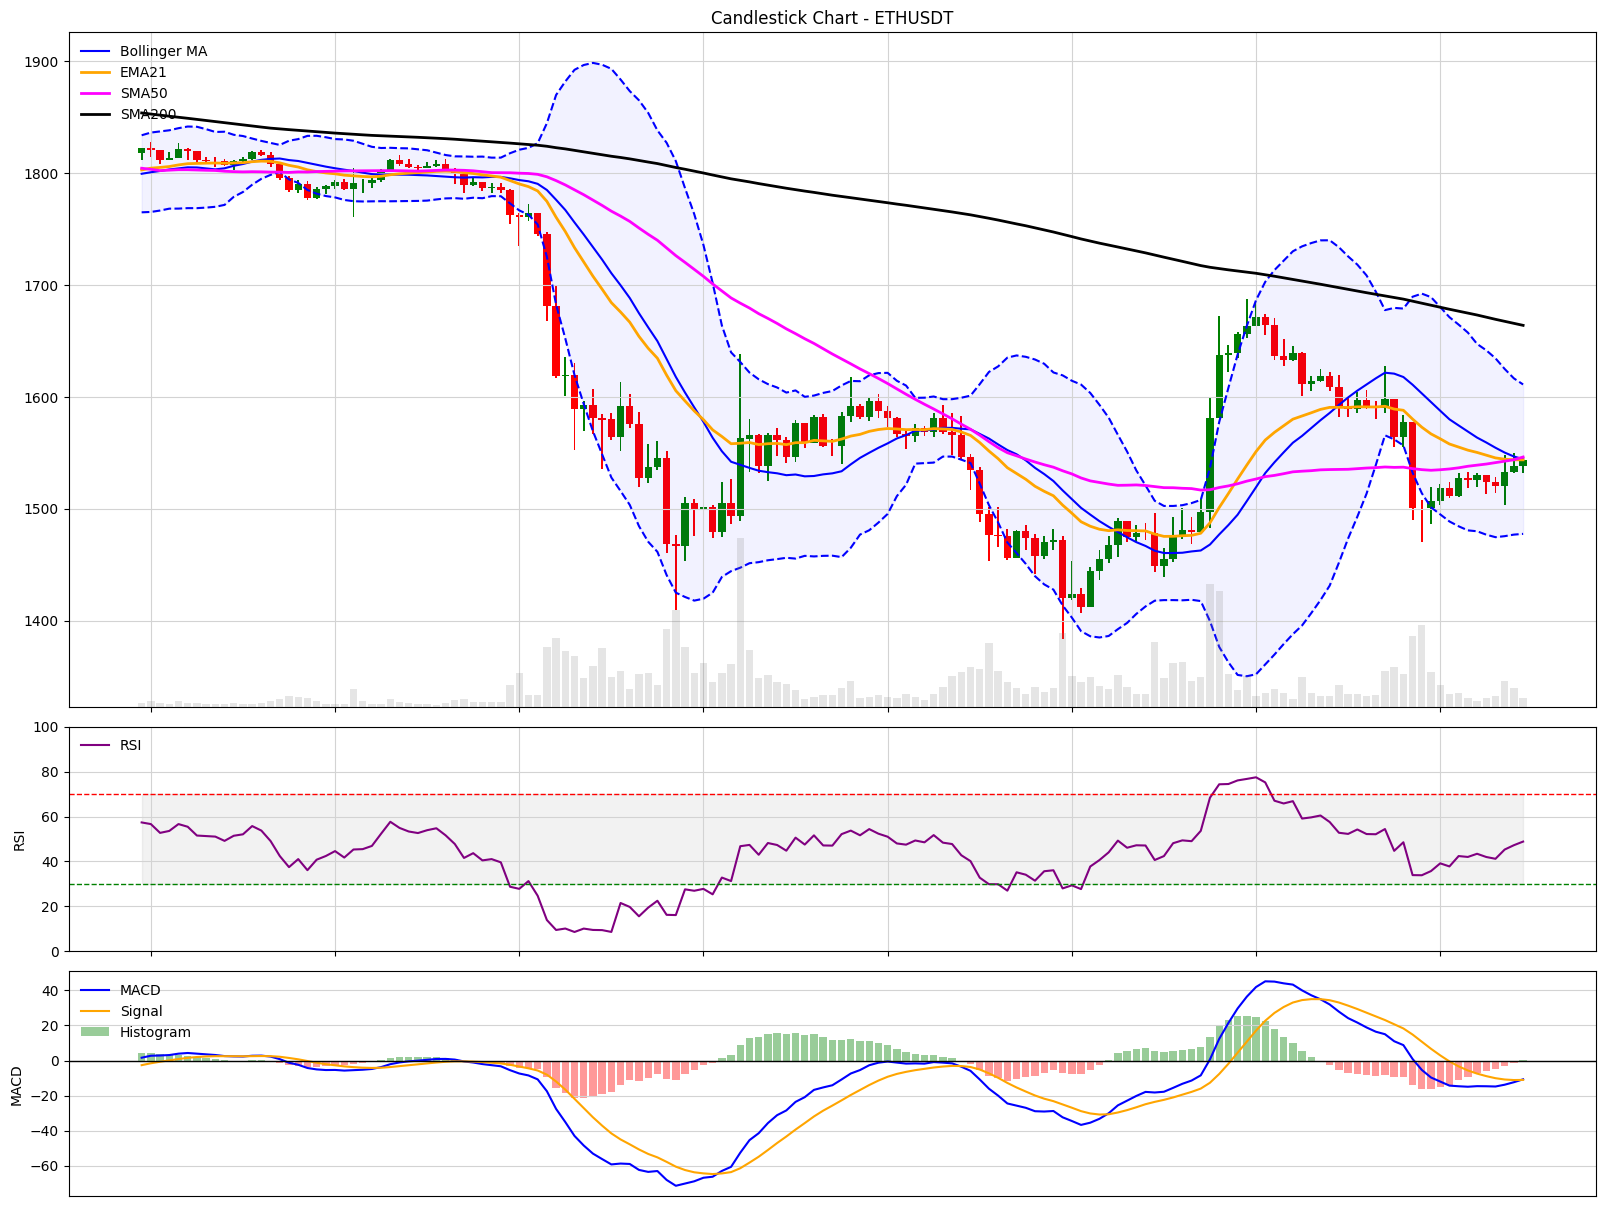 Candlestick Chart - ETHUSDT
Bollinger MA
EMA21
SMA50
SMA200
1900
1800
1700
1600
1500
1400
RSI
100
80
60
40
20
0
RSI
MACD
Signal
Histogram
40
20
0
−20
−40
−60
MACD